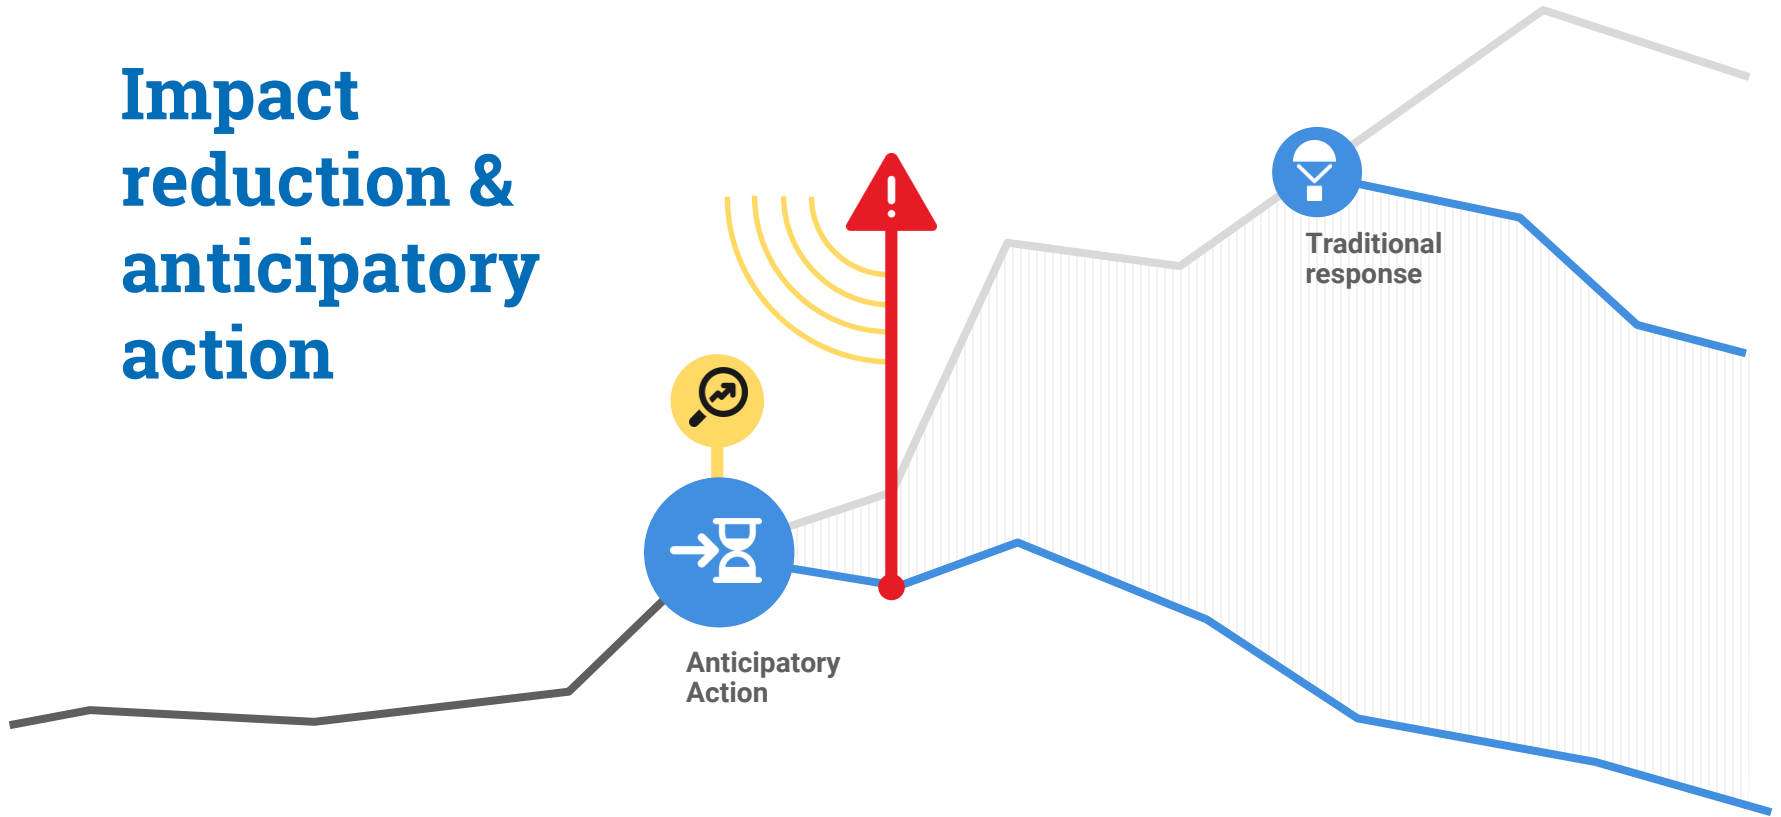 Impact
reduction &
anticipatory
action
Traditional
response
Anticipatory
Action